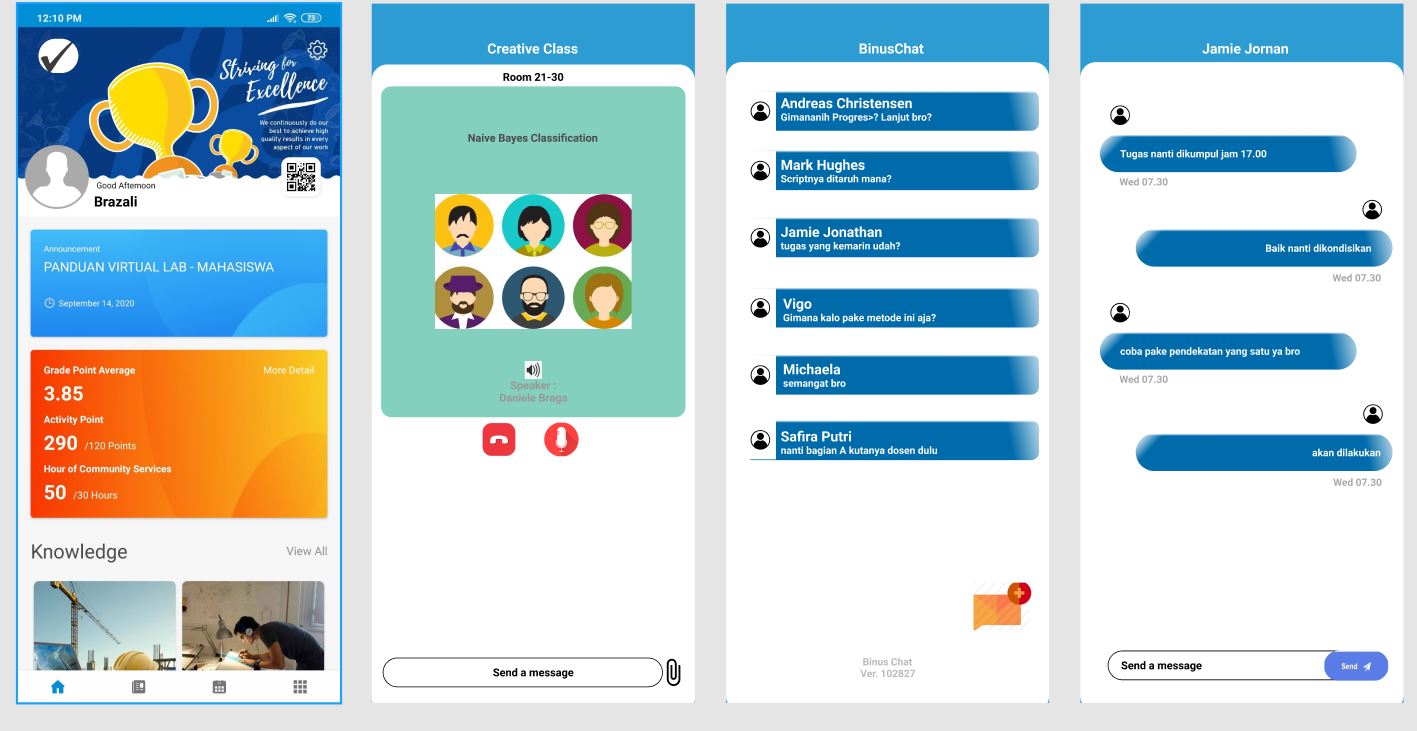 12:10 PM
73
Striving for
Excellence
We continuously do our
best to achieve high
quality results in every
aspect of our work
Good Afternoon
Brazali
Announcement
PANDUAN VIRTUAL LAB - MAHASISWA
September 14, 2020
Grade Point Average
More Detail
3.85
Activity Point
290 /120 Points
Hour of Community Services
50 /30 Hours
Knowledge
View All
Creative Class
Room 21-30
Naive Bayes Classification
Speaker :
Daniele Braga
Send a message
BinusChat
Andreas Christensen
Gimananih Progres>? Lanjut bro?
Mark Hughes
Scriptnya ditaruh mana?
Jamie Jonathan
tugas yang kemarin udah?
Vigo
Gimana kalo pake metode ini aja?
Michaela
semangat bro
Safira Putri
nanti bagian A kutanya dosen dulu
Binus Chat
Ver. 102827
Jamie Jornan
Tugas nanti dikumpul jam 17.00
Wed 07.30
Baik nanti dikondisikan
Wed 07.30
coba pake pendekatan yang satu ya bro
Wed 07.30
akan dilakukan
Wed 07.30
Send a message
Send